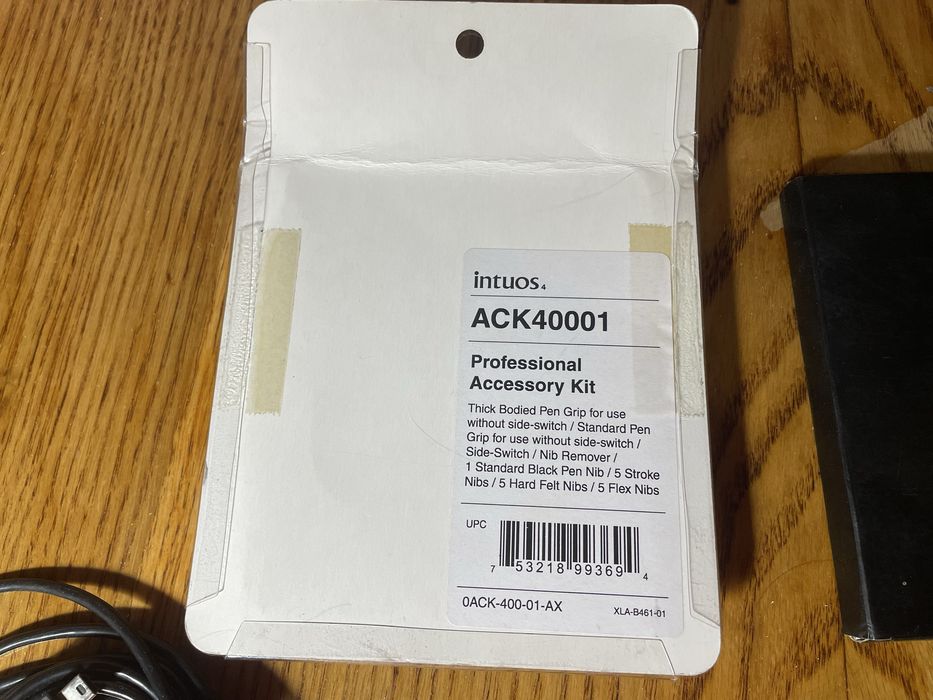 intuos4
ACK40001
Professional
Accessory Kit
Thick Bodied Pen Grip for use
without side-switch / Standard Pen
Grip for use without side-switch /
Side-Switch / Nib Remover /
1 Standard Black Pen Nib / 5 Stroke
Nibs / 5 Hard Felt Nibs / 5 Flex Nibs
UPC
7 53218 99369 4
0ACK-400-01-AX XLA-B461-01